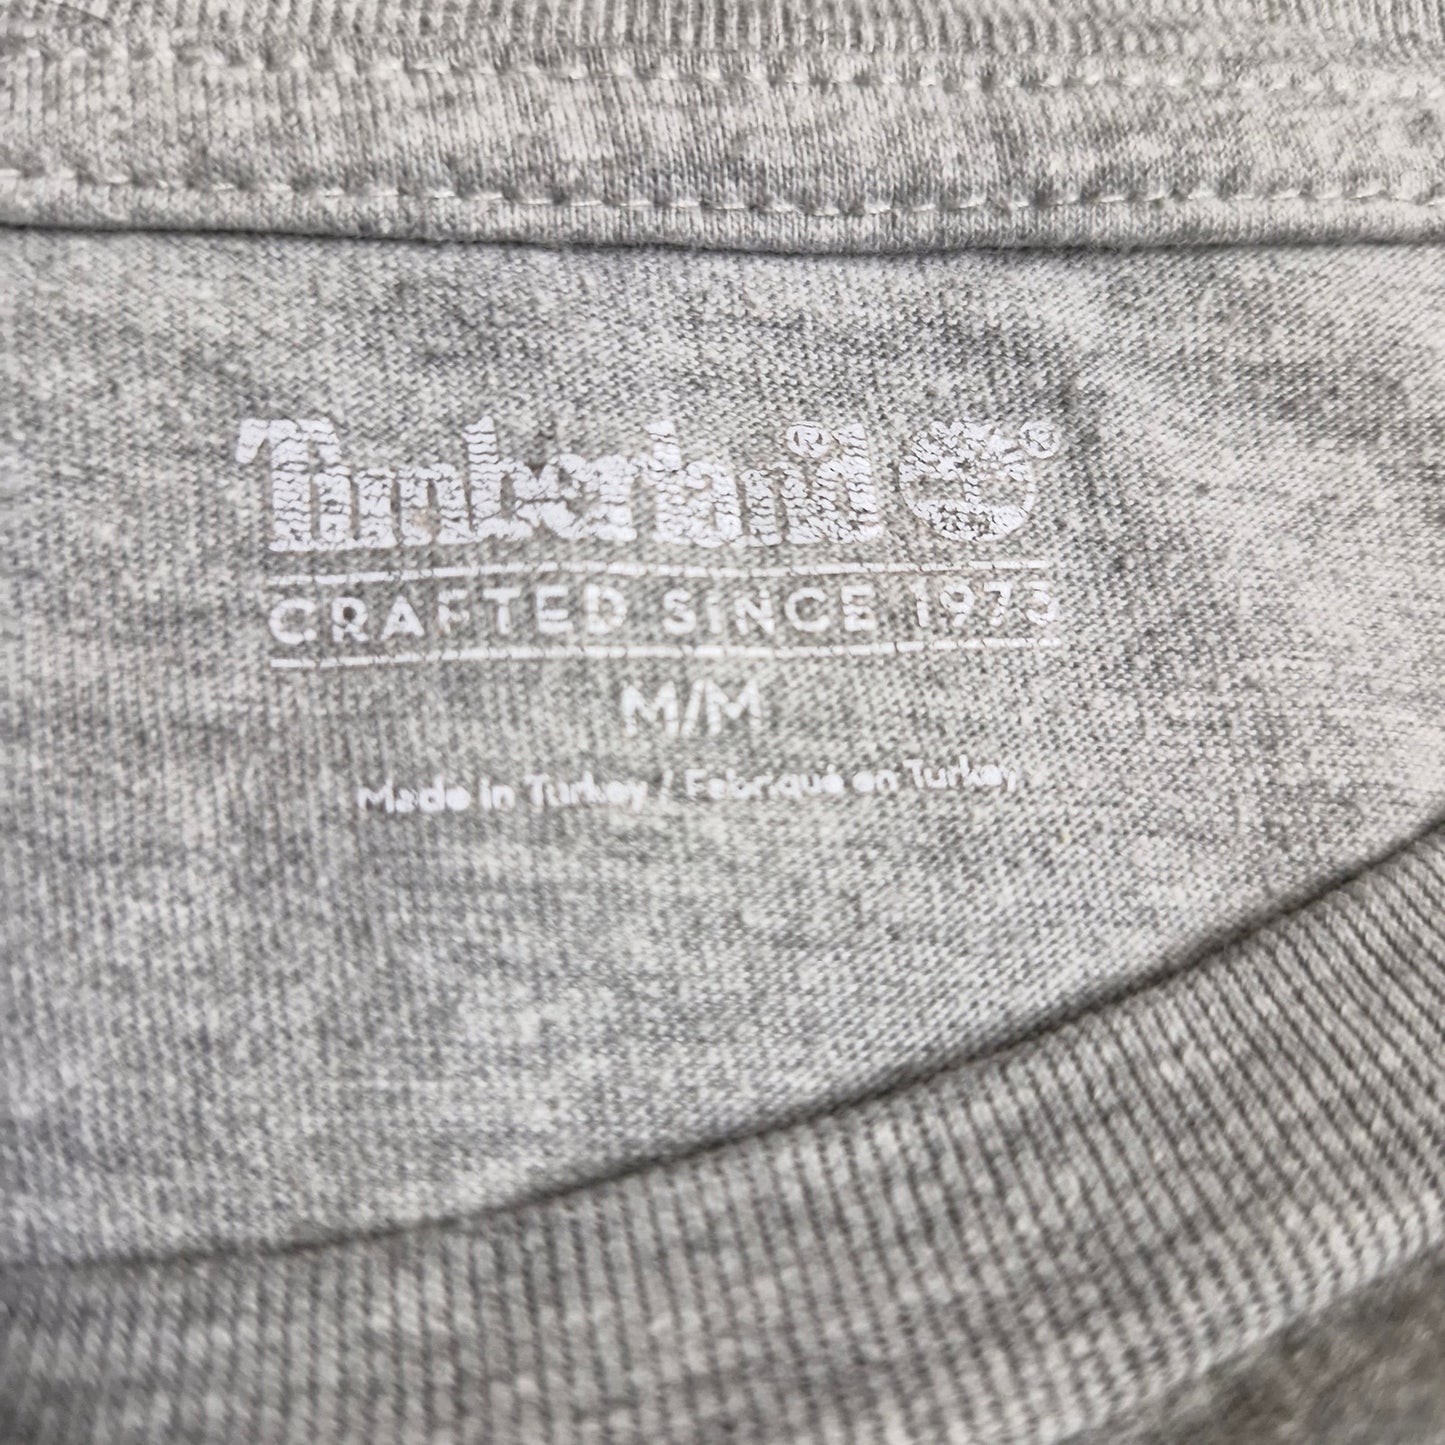 Timberland®  ®
CRAFTED SINCE 1973
M/M
Made in Turkey / Fabriqué en Turkey